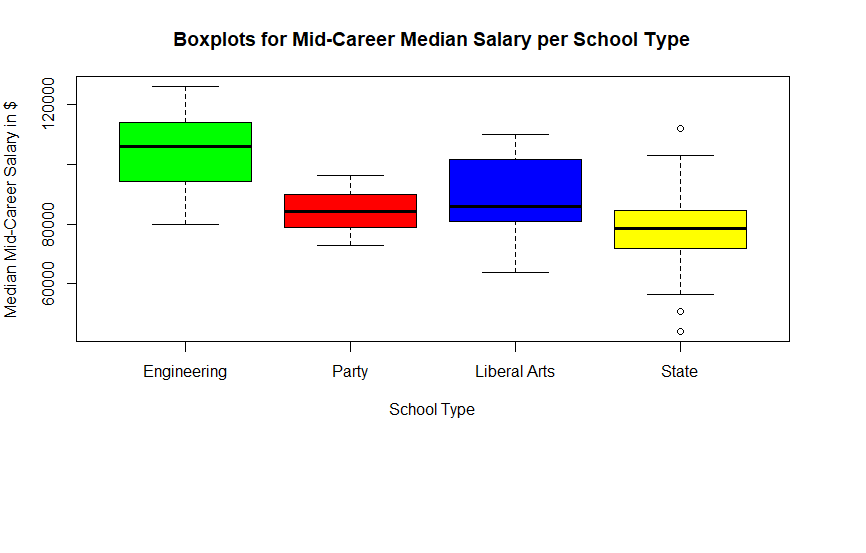 Boxplots for Mid-Career Median Salary per School Type
Median Mid-Career Salary in $
120000
80000
60000
Engineering Party Liberal Arts State
School Type